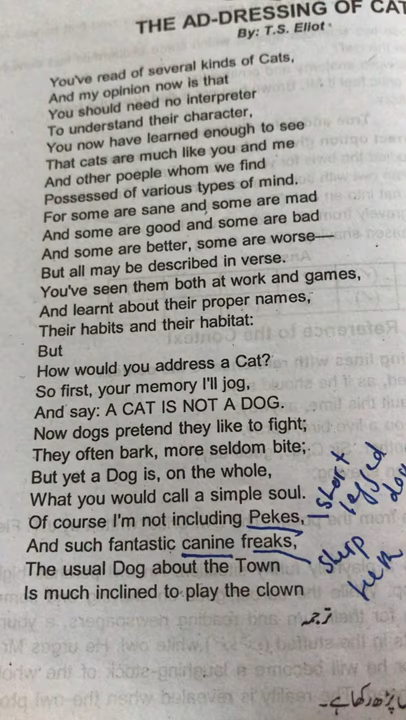 THE AD-DRESSING OF CAT
By: T.S. Eliot
You've read of several kinds of Cats,
And my opinion now is that
You should need no interpreter
To understand their character,
You now have learned enough to see
That cats are much like you and me
And other poeple whom we find
Possessed of various types of mind.
For some are sane and some are mad
And some are good and some are bad
And some are better, some are worse—
But all may be described in verse.
You've seen them both at work and games,
And learnt about their proper names,
Their habits and their habitat:
But
How would you address a Cat?
So first, your memory I'll jog,
And say: A CAT IS NOT A DOG.
Now dogs pretend they like to fight;
They often bark, more seldom bite;
But yet a Dog is, on the whole,
What you would call a simple soul.
Of course I'm not including Pekes,
And such fantastic canine freaks,
The usual Dog about the Town
Is much inclined to play the clown
short
legged
ترجمہ